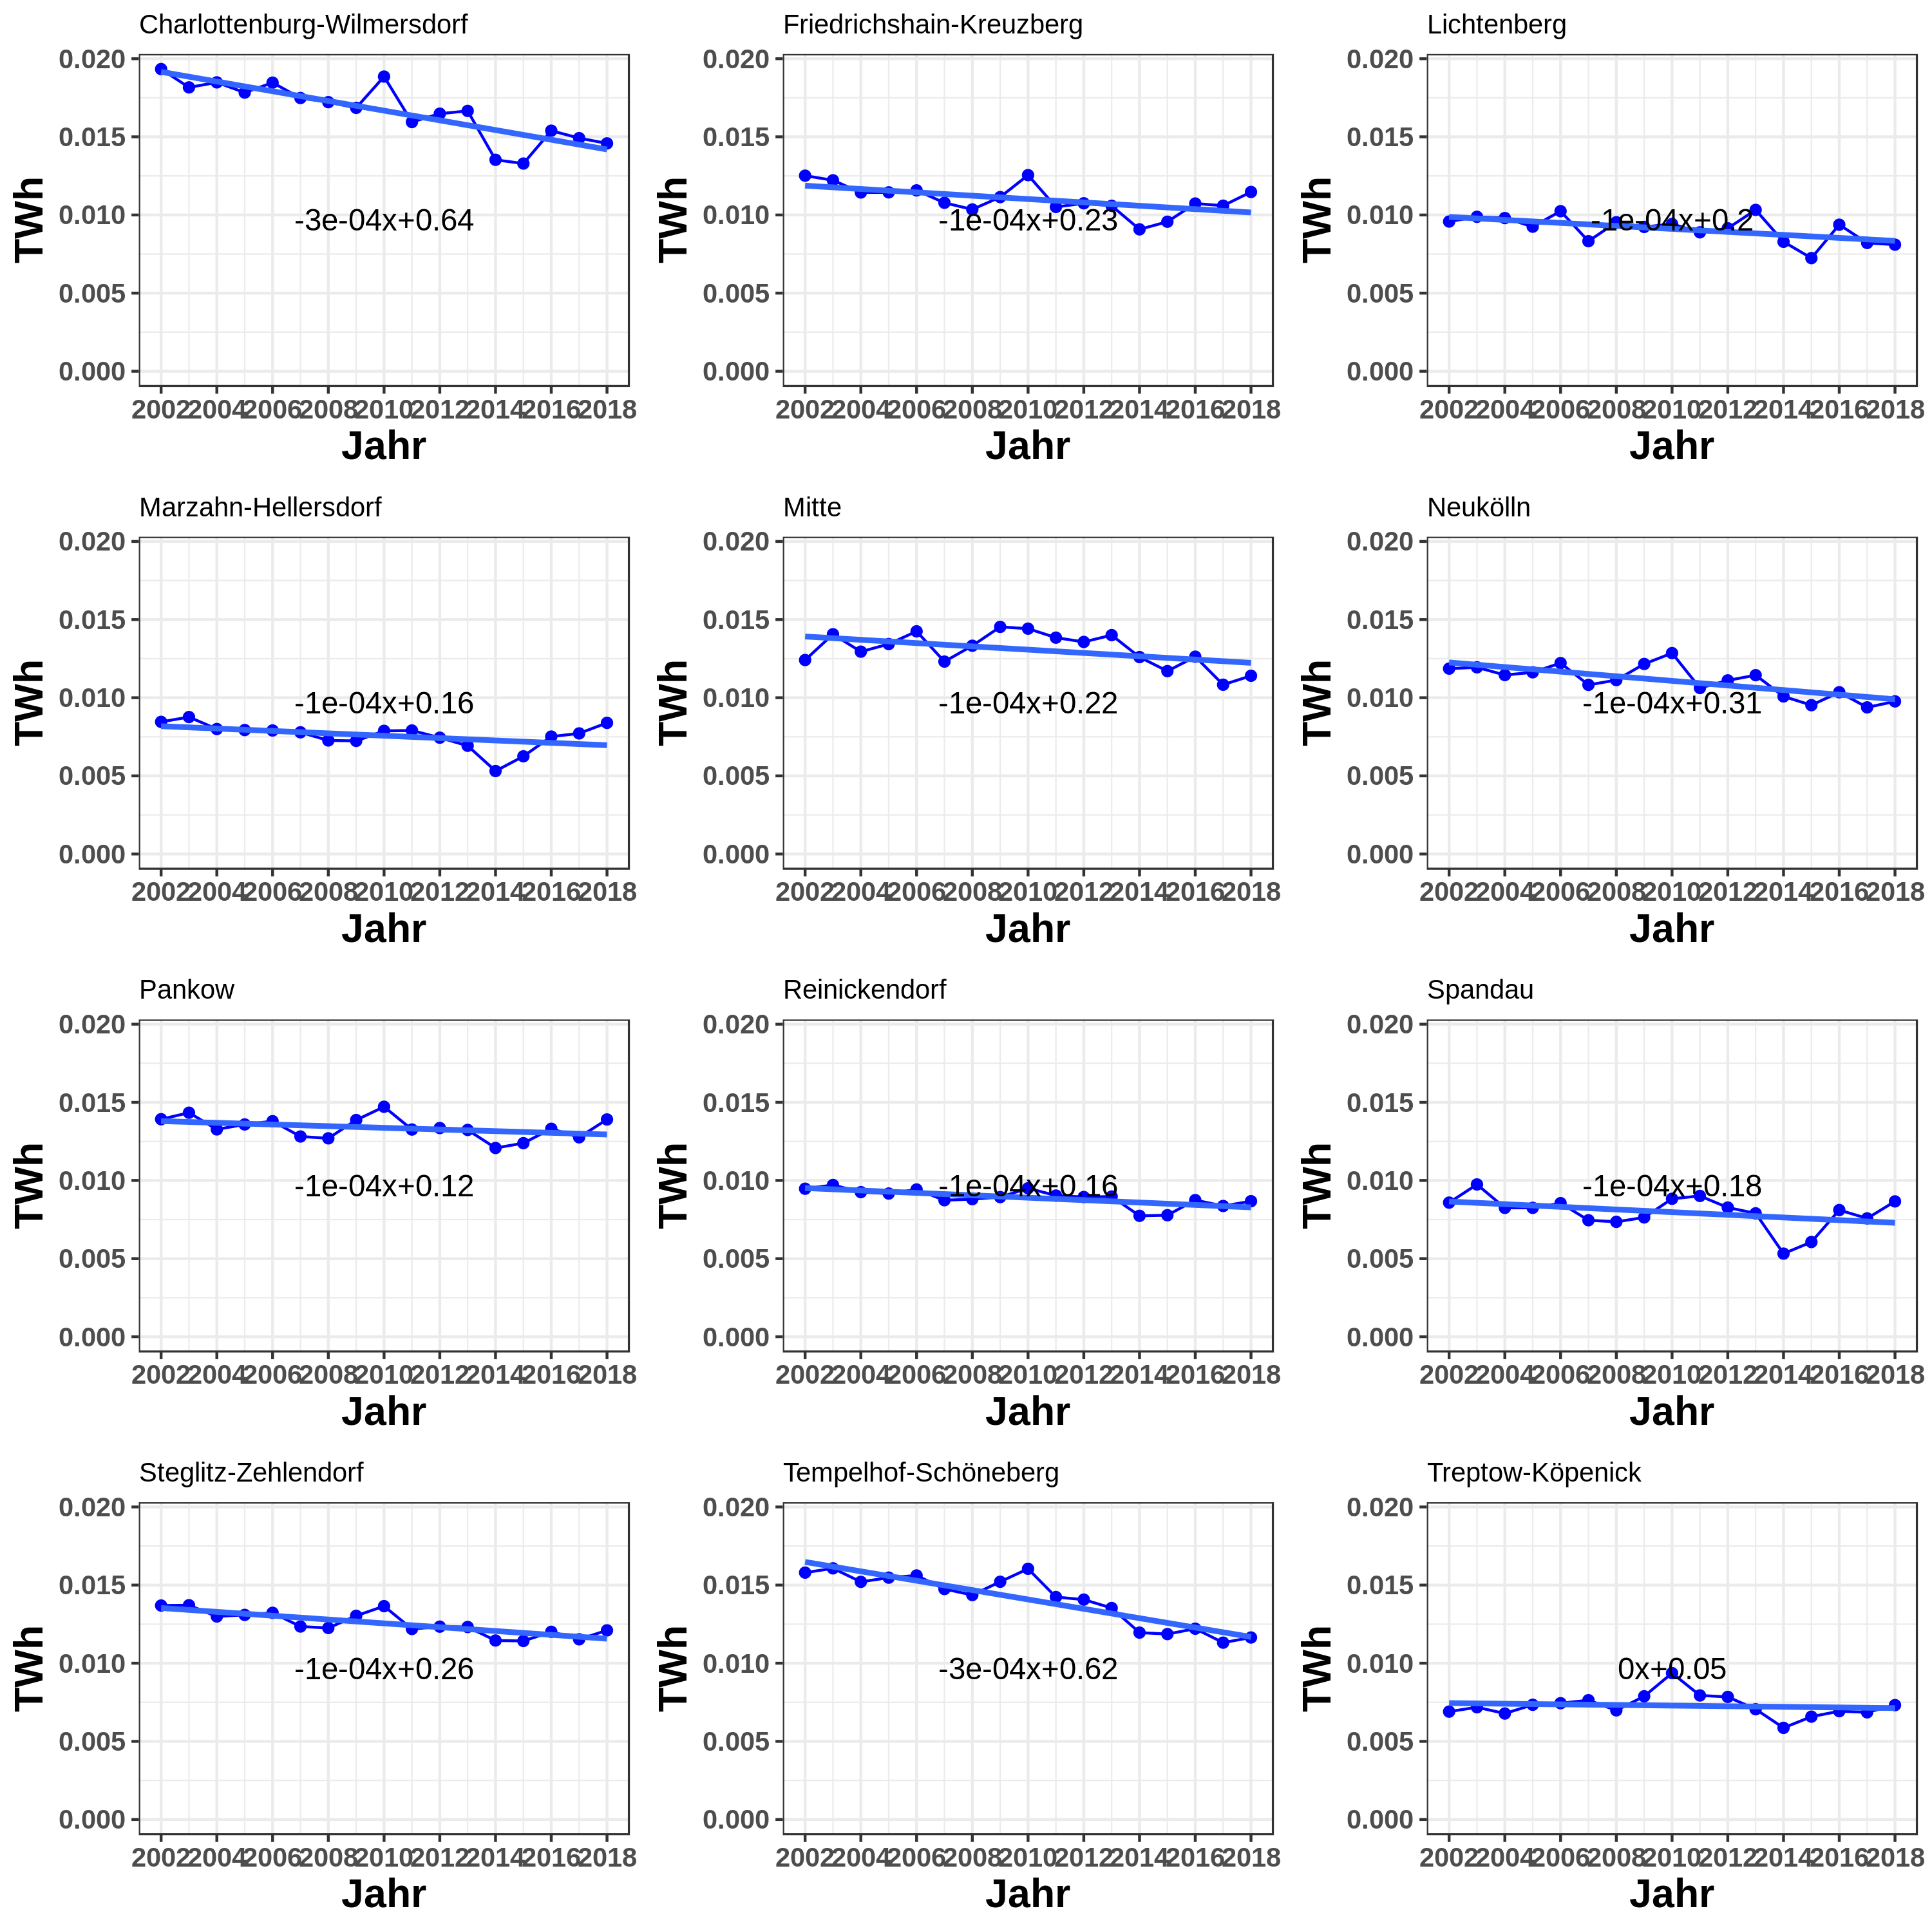 Charlottenburg-Wilmersdorf
0.020
0.015
0.010
0.005
0.000
TWh
-3e-04x+0.64
2002 2004 2006 2008 2010 2012 2014 2016 2018
Jahr
Friedrichshain-Kreuzberg
0.020
0.015
0.010
0.005
0.000
TWh
-1e-04x+0.23
2002 2004 2006 2008 2010 2012 2014 2016 2018
Jahr
Lichtenberg
0.020
0.015
0.010
0.005
0.000
TWh
-1e-04x+0.2
2002 2004 2006 2008 2010 2012 2014 2016 2018
Jahr
Marzahn-Hellersdorf
0.020
0.015
0.010
0.005
0.000
TWh
-1e-04x+0.16
2002 2004 2006 2008 2010 2012 2014 2016 2018
Jahr
Mitte
0.020
0.015
0.010
0.005
0.000
TWh
-1e-04x+0.22
2002 2004 2006 2008 2010 2012 2014 2016 2018
Jahr
Neukölln
0.020
0.015
0.010
0.005
0.000
TWh
-1e-04x+0.31
2002 2004 2006 2008 2010 2012 2014 2016 2018
Jahr
Pankow
0.020
0.015
0.010
0.005
0.000
TWh
-1e-04x+0.12
2002 2004 2006 2008 2010 2012 2014 2016 2018
Jahr
Reinickendorf
0.020
0.015
0.010
0.005
0.000
TWh
-1e-04x+0.16
2002 2004 2006 2008 2010 2012 2014 2016 2018
Jahr
Spandau
0.020
0.015
0.010
0.005
0.000
TWh
-1e-04x+0.18
2002 2004 2006 2008 2010 2012 2014 2016 2018
Jahr
Steglitz-Zehlendorf
0.020
0.015
0.010
0.005
0.000
TWh
-1e-04x+0.26
2002 2004 2006 2008 2010 2012 2014 2016 2018
Jahr
Tempelhof-Schöneberg
0.020
0.015
0.010
0.005
0.000
TWh
-3e-04x+0.62
2002 2004 2006 2008 2010 2012 2014 2016 2018
Jahr
Treptow-Köpenick
0.020
0.015
0.010
0.005
0.000
TWh
0x+0.05
2002 2004 2006 2008 2010 2012 2014 2016 2018
Jahr